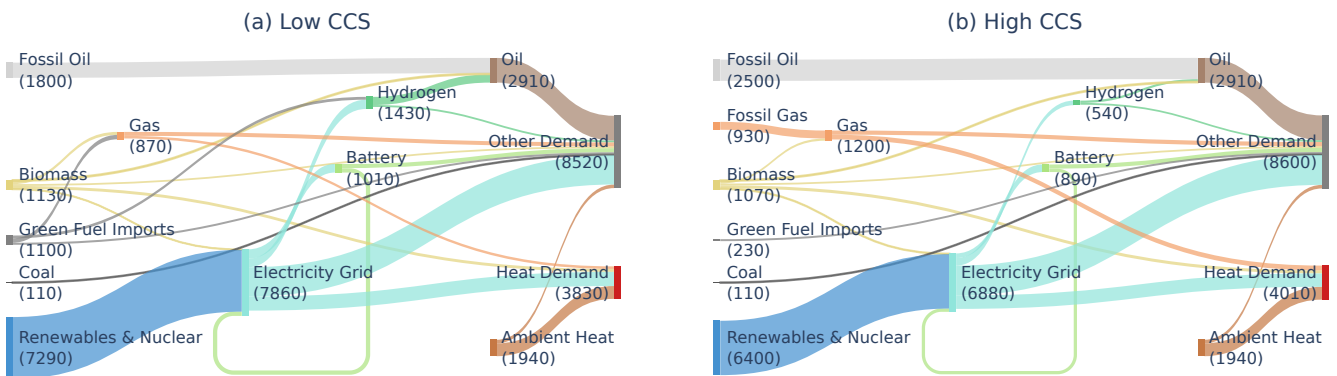 (a) Low CCS
Fossil Oil
(1800)
Oil
(2910)
Hydrogen
(1430)
Gas
(870)
Other Demand
(8520)
Battery
(1010)
Biomass
(1130)
Green Fuel Imports
(1100)
Coal
(110)
Electricity Grid
(7860)
Heat Demand
(3830)
Renewables & Nuclear
(7290)
Ambient Heat
(1940)
(b) High CCS
Fossil Oil
(2500)
Oil
(2910)
Hydrogen
(540)
Fossil Gas
(930)
Gas
(1200)
Other Demand
(8600)
Battery
(890)
Biomass
(1070)
Green Fuel Imports
(230)
Coal
(110)
Electricity Grid
(6880)
Heat Demand
(4010)
Renewables & Nuclear
(6400)
Ambient Heat
(1940)